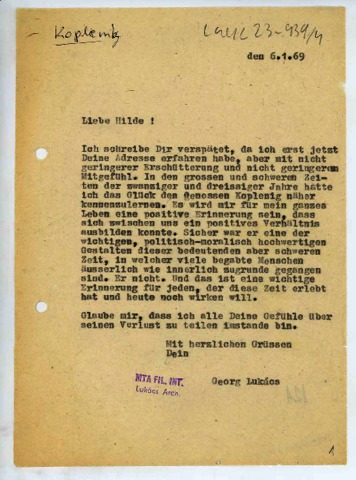 Koplenig
den 6.1.69
Liebe Hilde !
Ich schreibe Dir verspätet, da ich erst jetzt
Deine Adresse erfahren habe, aber mit nicht
geringerer Erschütterung und nicht geringerem
Mitgefühl. In den grossen und schweren Zei-
ten der zwanziger und dreissiger Jahre hatte
ich das Glück den genossen Koplenig näher
kennenzulernen. Es wird für mein ganzes
Leben eine positive Erinnerung sein, dass
sich zwischen uns ein positives Verhältnis
ausbilden konnte. Sicher war er eine der
wichtigen, politisch-moralisch hochwertigen
Gestalten dieser bedeutenden aber schweren
Zeit, in welcher viele begabte Menschen
äusserlich wie innerlich zugrunde gegangen
sind. Er nicht. Und das ist eine wichtige
Erinnerung für jeden, der diese Zeit erlebt
hat und heute noch wirken will.
Glaube mir, dass ich alle Deine Gefühle über
seinen Verlust zu teilen imstande bin.
Mit herzlichen Grüssen
Dein
Georg Lukács
MTA FIL. INT.
Lukács Arch.
1